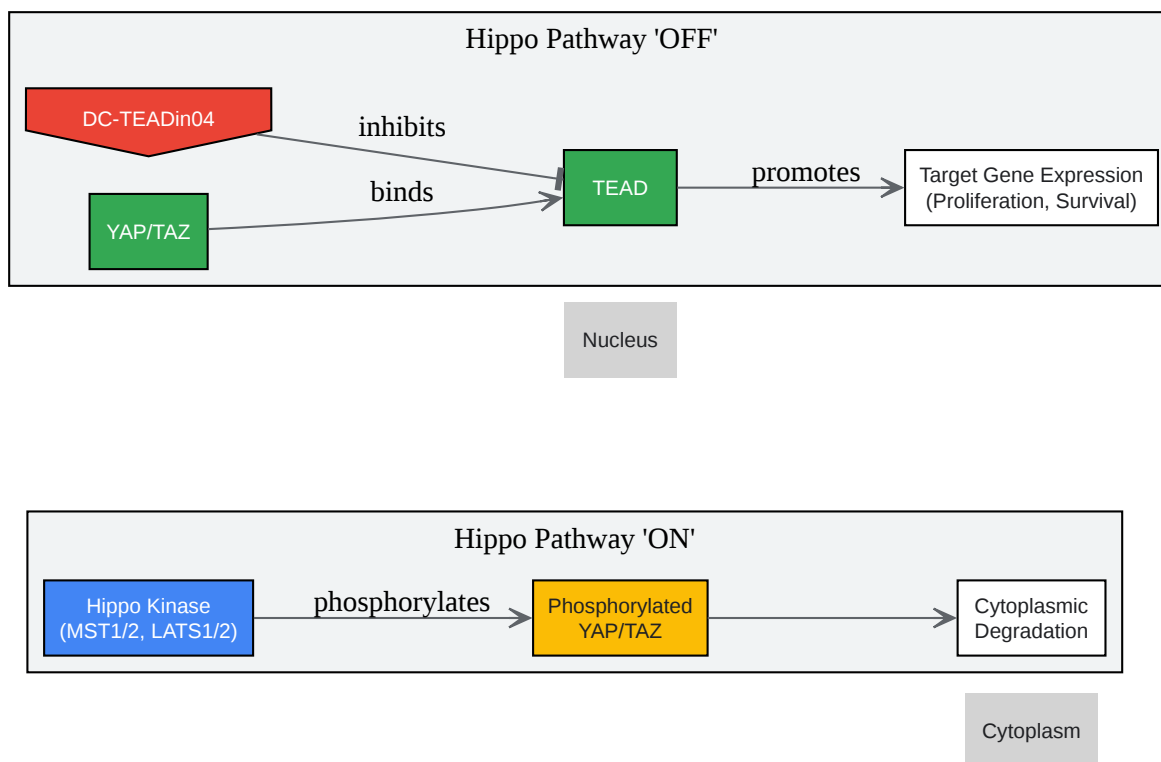 Hippo Pathway 'OFF'
DC-TEADin04
inhibits
binds
YAP/TAZ
TEAD
promotes
Target Gene Expression
(Proliferation, Survival)
Nucleus
Hippo Pathway 'ON'
Hippo Kinase
(MST1/2, LATS1/2)
phosphorylates
Phosphorylated
YAP/TAZ
Cytoplasmic
Degradation
Cytoplasm